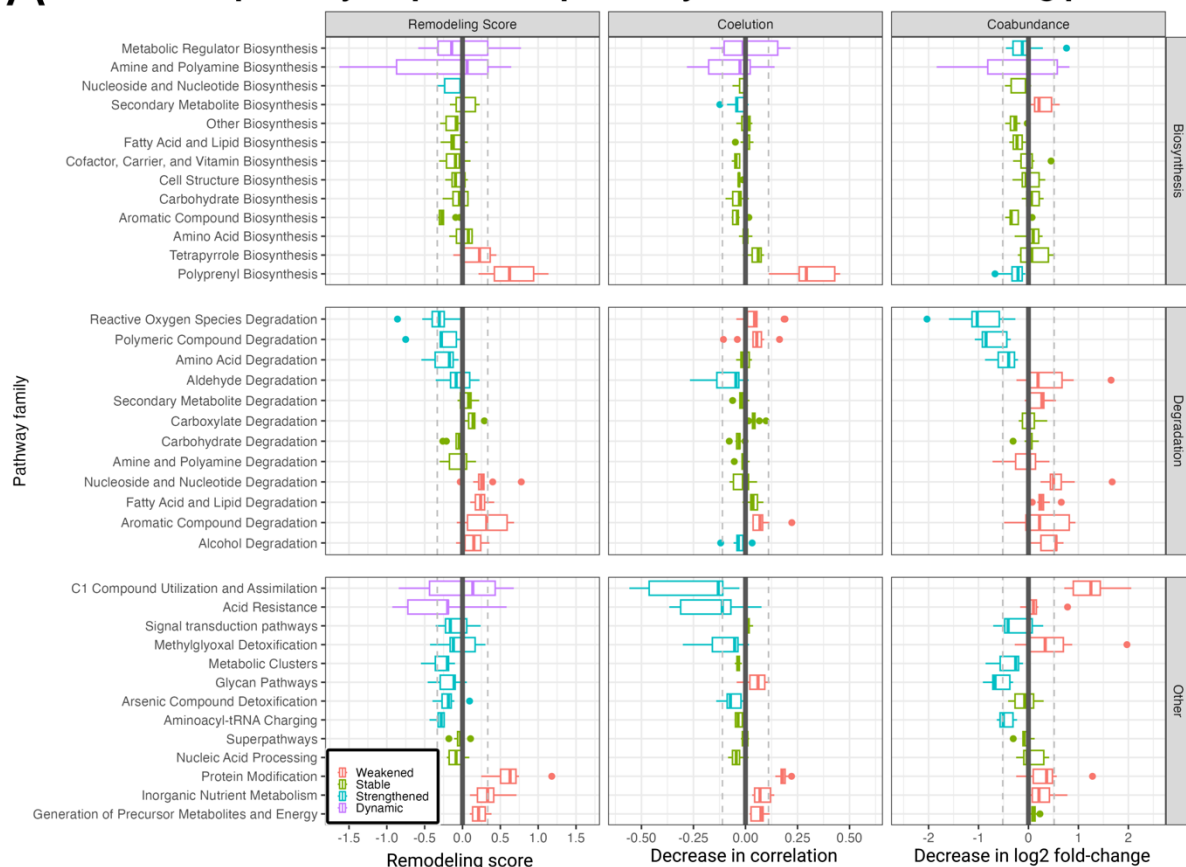 Remodeling Score
Coelution
Coabundance
Metabolic Regulator Biosynthesis
Amine and Polyamine Biosynthesis
Nucleoside and Nucleotide Biosynthesis
Secondary Metabolite Biosynthesis
Other Biosynthesis
Fatty Acid and Lipid Biosynthesis
Cofactor, Carrier, and Vitamin Biosynthesis
Cell Structure Biosynthesis
Carbohydrate Biosynthesis
Aromatic Compound Biosynthesis
Amino Acid Biosynthesis
Tetrapyrrole Biosynthesis
Polyprenyl Biosynthesis
Biosynthesis
Pathway family
Reactive Oxygen Species Degradation
Polymeric Compound Degradation
Amino Acid Degradation
Aldehyde Degradation
Secondary Metabolite Degradation
Carboxylate Degradation
Carbohydrate Degradation
Amine and Polyamine Degradation
Nucleoside and Nucleotide Degradation
Fatty Acid and Lipid Degradation
Aromatic Compound Degradation
Alcohol Degradation
Degradation
C1 Compound Utilization and Assimilation
Acid Resistance
Signal transduction pathways
Methylglyoxal Detoxification
Metabolic Clusters
Glycan Pathways
Arsenic Compound Detoxification
Aminoacyl-tRNA Charging
Superpathways
Nucleic Acid Processing
Protein Modification
Inorganic Nutrient Metabolism
Generation of Precursor Metabolites and Energy
Other
Weakened
Stable
Strengthened
Dynamic
-1.5 -1.0 -0.5 0.0 0.5 1.0 1.5
-0.50 -0.25 0.00 0.25 0.50
-2 -1 0 1 2
Remodeling score
Decrease in correlation
Decrease in log2 fold-change